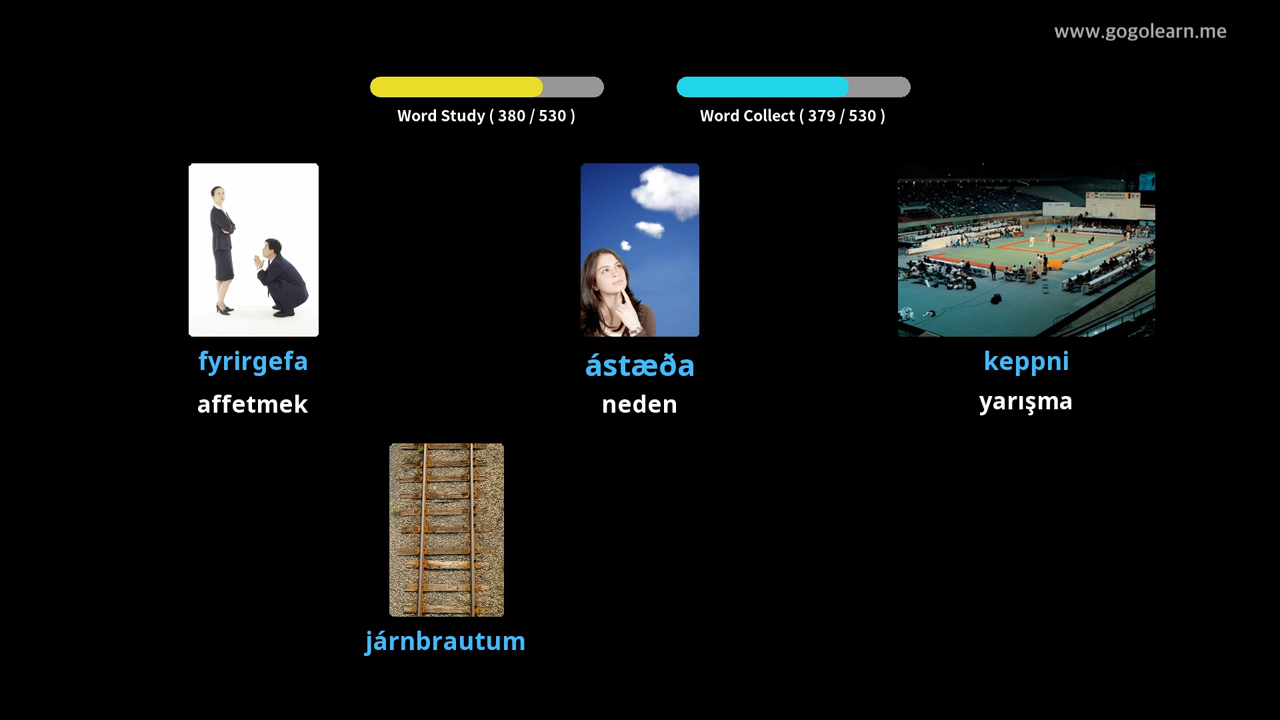 www.gogolearn.me
Word Study ( 380 / 530 )
Word Collect ( 379 / 530 )
fyrirgefa
ástæða
keppni
affetmek
neden
yarışma
járnbrautum